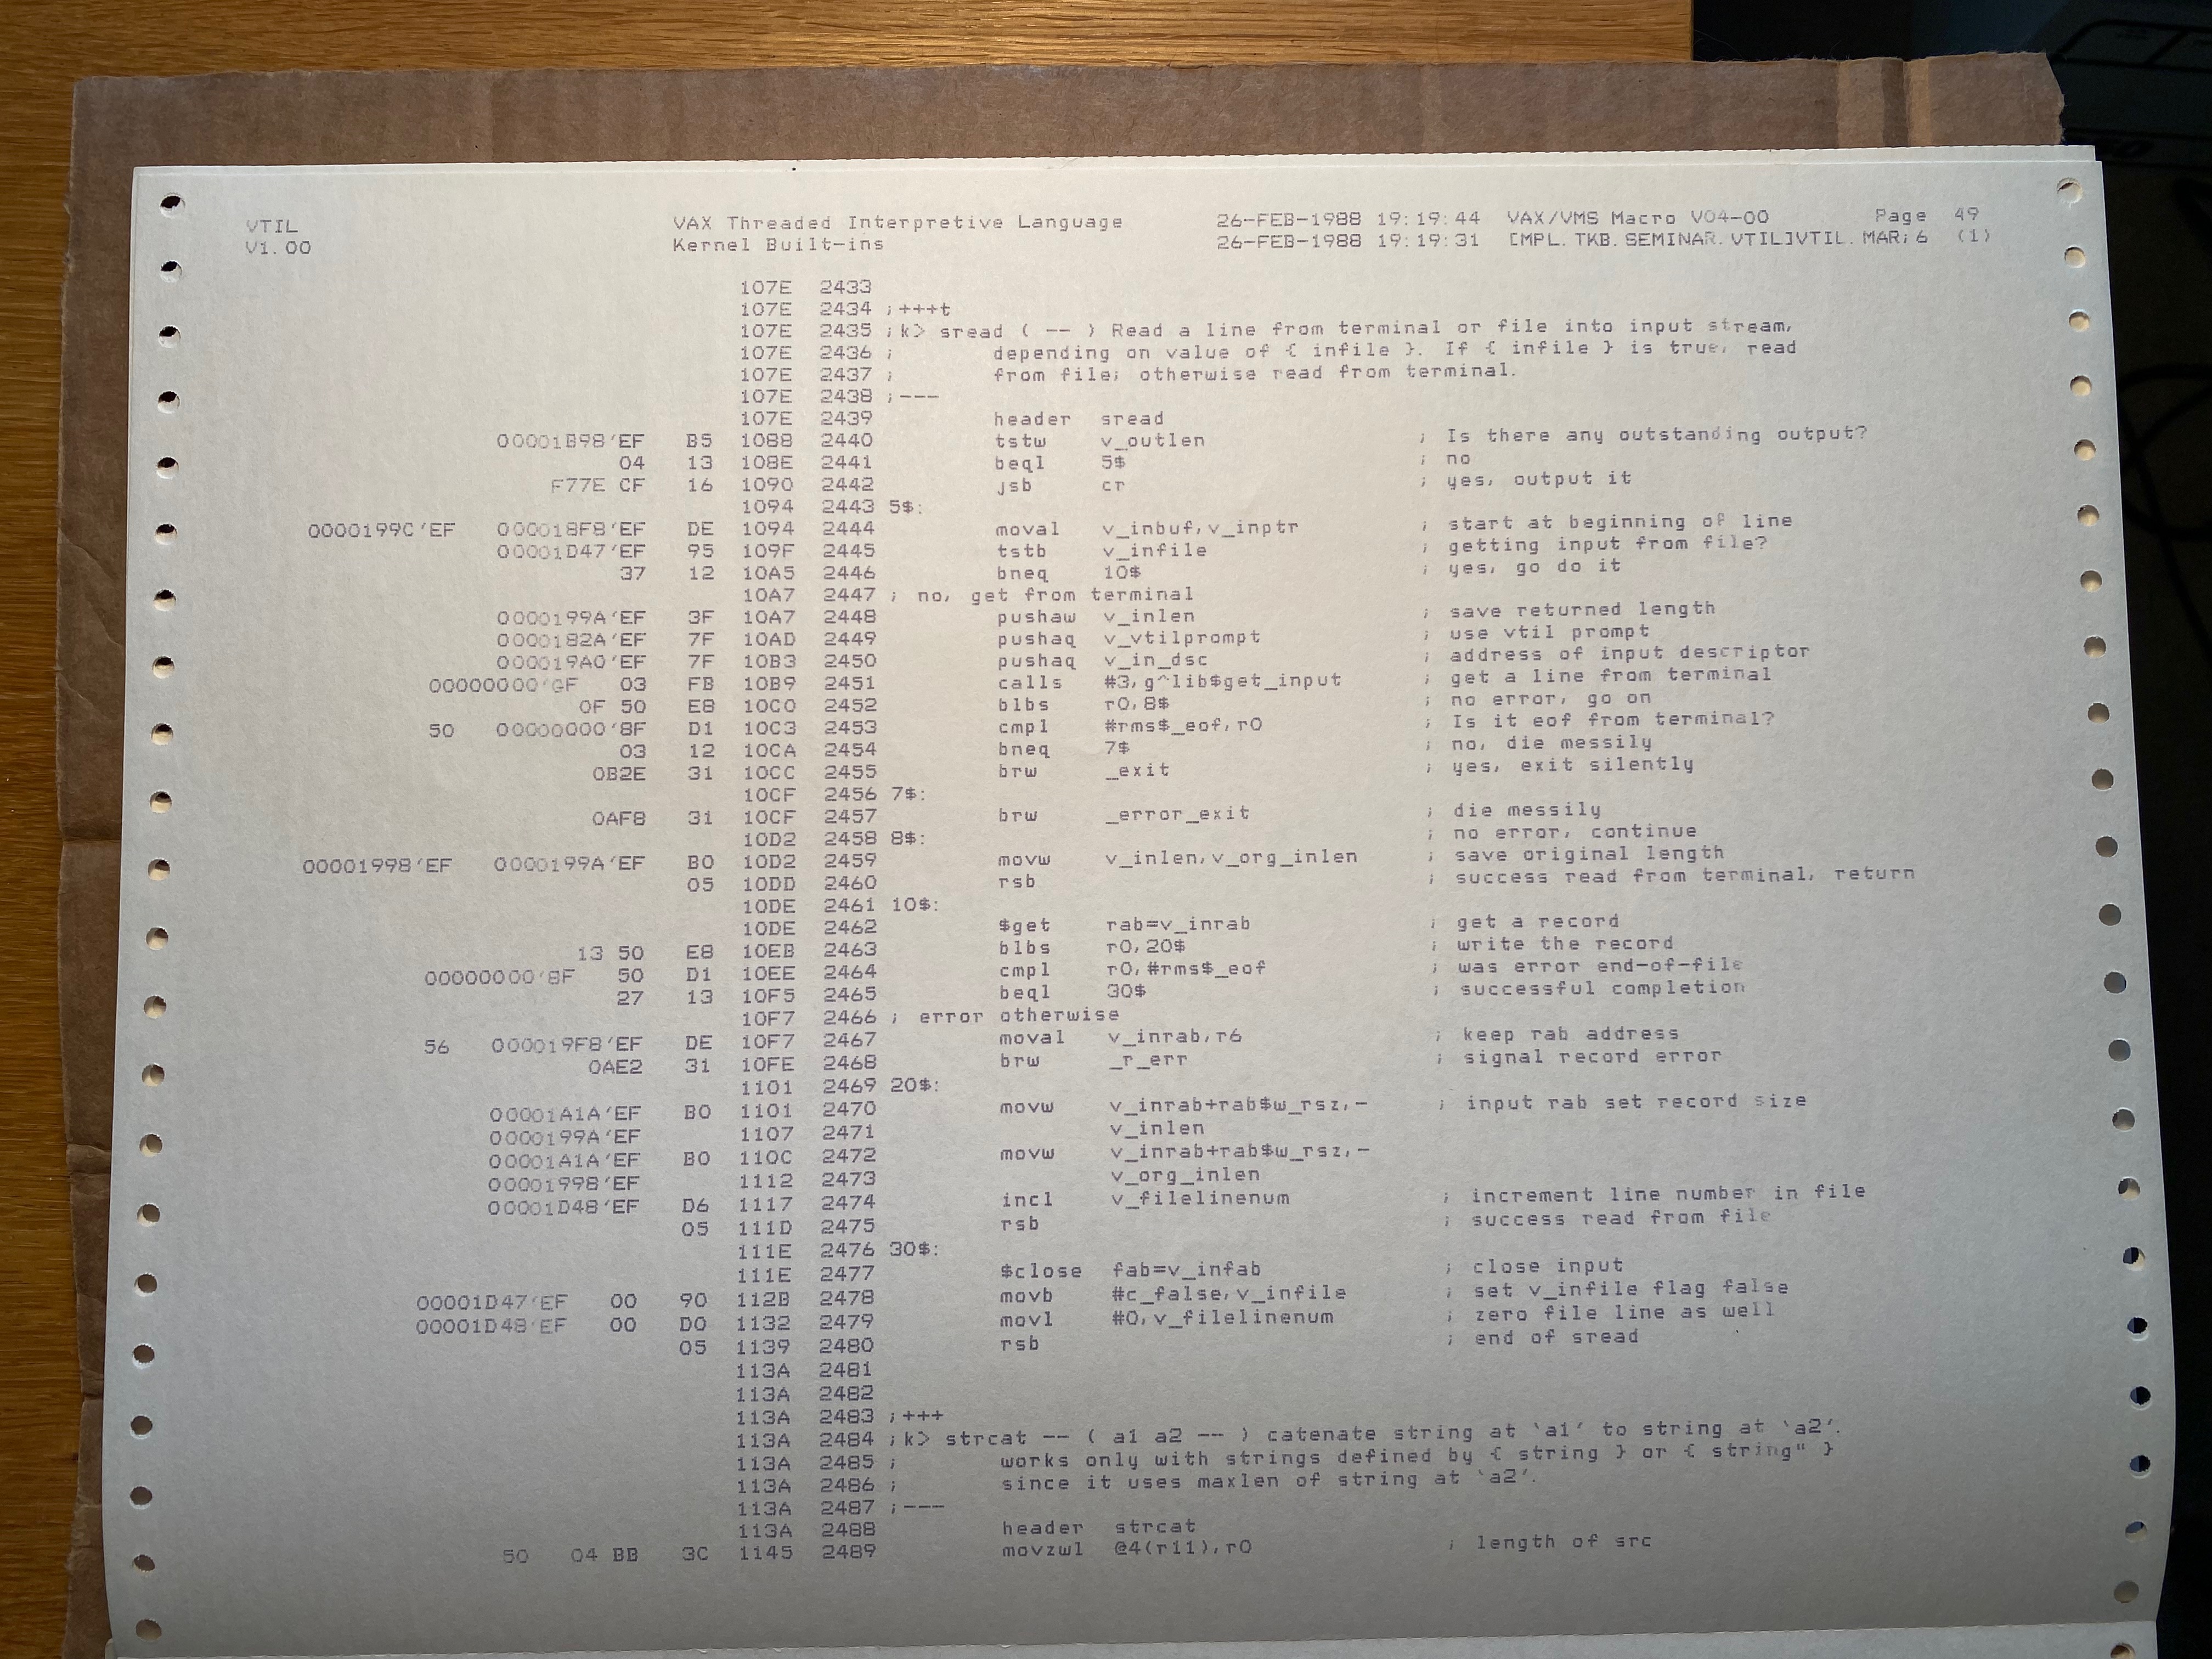 VTIL VAX Threaded Interpretive Language 26-FEB-1988 19:19:44 VAX/VMS Macro V04-00 Page 49
V1.00 Kernel Built-ins 26-FEB-1988 19:19:31 [MPL.TKB.SEMINAR.VTIL]VTIL.MAR;6 (1)
107E 2433
107E 2434 ;+++t
107E 2435 ;k> sread ( -- ) Read a line from terminal or file into input stream,
107E 2436 ; depending on value of { infile }. If { infile } is true, read
107E 2437 ; from file; otherwise read from terminal.
107E 2438 ;---
107E 2439 header sread
00001B98'EF B5 1088 2440 tstw v_outlen ; Is there any outstanding output?
04 13 108E 2441 beql 5$ ; no
F77E CF 16 1090 2442 jsb cr ; yes, output it
1094 2443 5$:
0000199C'EF 000018F8'EF DE 1094 2444 moval v_inbuf,v_inptr ; start at beginning of line
00001D47'EF 95 109F 2445 tstb v_infile ; getting input from file?
37 12 10A5 2446 bneq 10$ ; yes, go do it
10A7 2447 ; no, get from terminal
0000199A'EF 3F 10A7 2448 pushaw v_inlen ; save returned length
0000182A'EF 7F 10AD 2449 pushaq v_vtilprompt ; use vtil prompt
000019A0'EF 7F 10B3 2450 pushaq v_in_dsc ; address of input descriptor
00000000'GF 03 FB 10B9 2451 calls #3,g^lib$get_input ; get a line from terminal
0F 50 E8 10C0 2452 blbs r0,8$ ; no error, go on
50 00000000'8F D1 10C3 2453 cmpl #rms$_eof,r0 ; Is it eof from terminal?
03 12 10CA 2454 bneq 7$ ; no, die messily
0B2E 31 10CC 2455 brw _exit ; yes, exit silently
10CF 2456 7$:
0AF8 31 10CF 2457 brw _error_exit ; die messily
10D2 2458 8$: ; no error, continue
00001998'EF 0000199A'EF B0 10D2 2459 movw v_inlen,v_org_inlen ; save original length
05 10DD 2460 rsb ; success read from terminal, return
10DE 2461 10$:
10DE 2462 $get rab=v_inrab ; get a record
13 50 E8 10EB 2463 blbs r0,20$ ; write the record
00000000'8F 50 D1 10EE 2464 cmpl r0,#rms$_eof ; was error end-of-file
27 13 10F5 2465 beql 30$ ; successful completion
10F7 2466 ; error otherwise
56 000019F8'EF DE 10F7 2467 moval v_inrab,r6 ; keep rab address
0AE2 31 10FE 2468 brw _r_err ; signal record error
1101 2469 20$:
00001A1A'EF B0 1101 2470 movw v_inrab+rab$w_rsz,- ; input rab set record size
0000199A'EF 1107 2471 v_inlen
00001A1A'EF B0 110C 2472 movw v_inrab+rab$w_rsz,-
00001998'EF 1112 2473 v_org_inlen
00001D48'EF D6 1117 2474 incl v_filelinenum ; increment line number in file
05 111D 2475 rsb ; success read from file
111E 2476 30$:
111E 2477 $close fab=v_infab ; close input
00001D47'EF 00 90 112B 2478 movb #c_false,v_infile ; set v_infile flag false
00001D48'EF 00 D0 1132 2479 movl #0,v_filelinenum ; zero file line as well
05 1139 2480 rsb ; end of sread
113A 2481
113A 2482
113A 2483 ;+++
113A 2484 ;k> strcat -- ( a1 a2 -- ) catenate string at `a1' to string at `a2'.
113A 2485 ; works only with strings defined by { string } or { string" }
113A 2486 ; since it uses maxlen of string at `a2'.
113A 2487 ;---
113A 2488 header strcat
50 04 BB 3C 1145 2489 movzwl @4(r11),r0 ; length of src